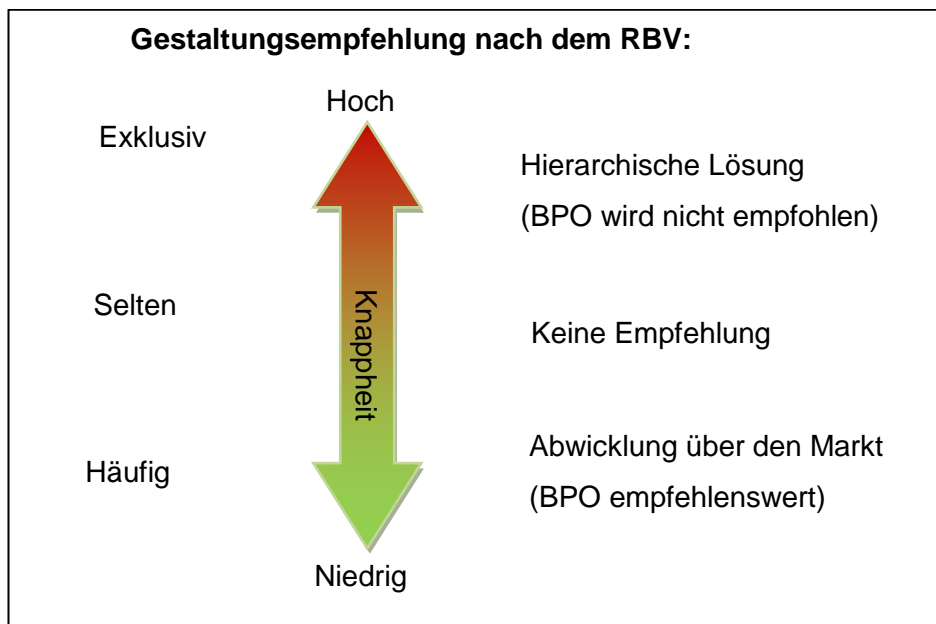 Gestaltungsempfehlung nach dem RBV:
Hoch
Exklusiv
Hierarchische Lösung
(BPO wird nicht empfohlen)
Selten
Knappheit
Keine Empfehlung
Häufig
Abwicklung über den Markt
(BPO empfehlenswert)
Niedrig